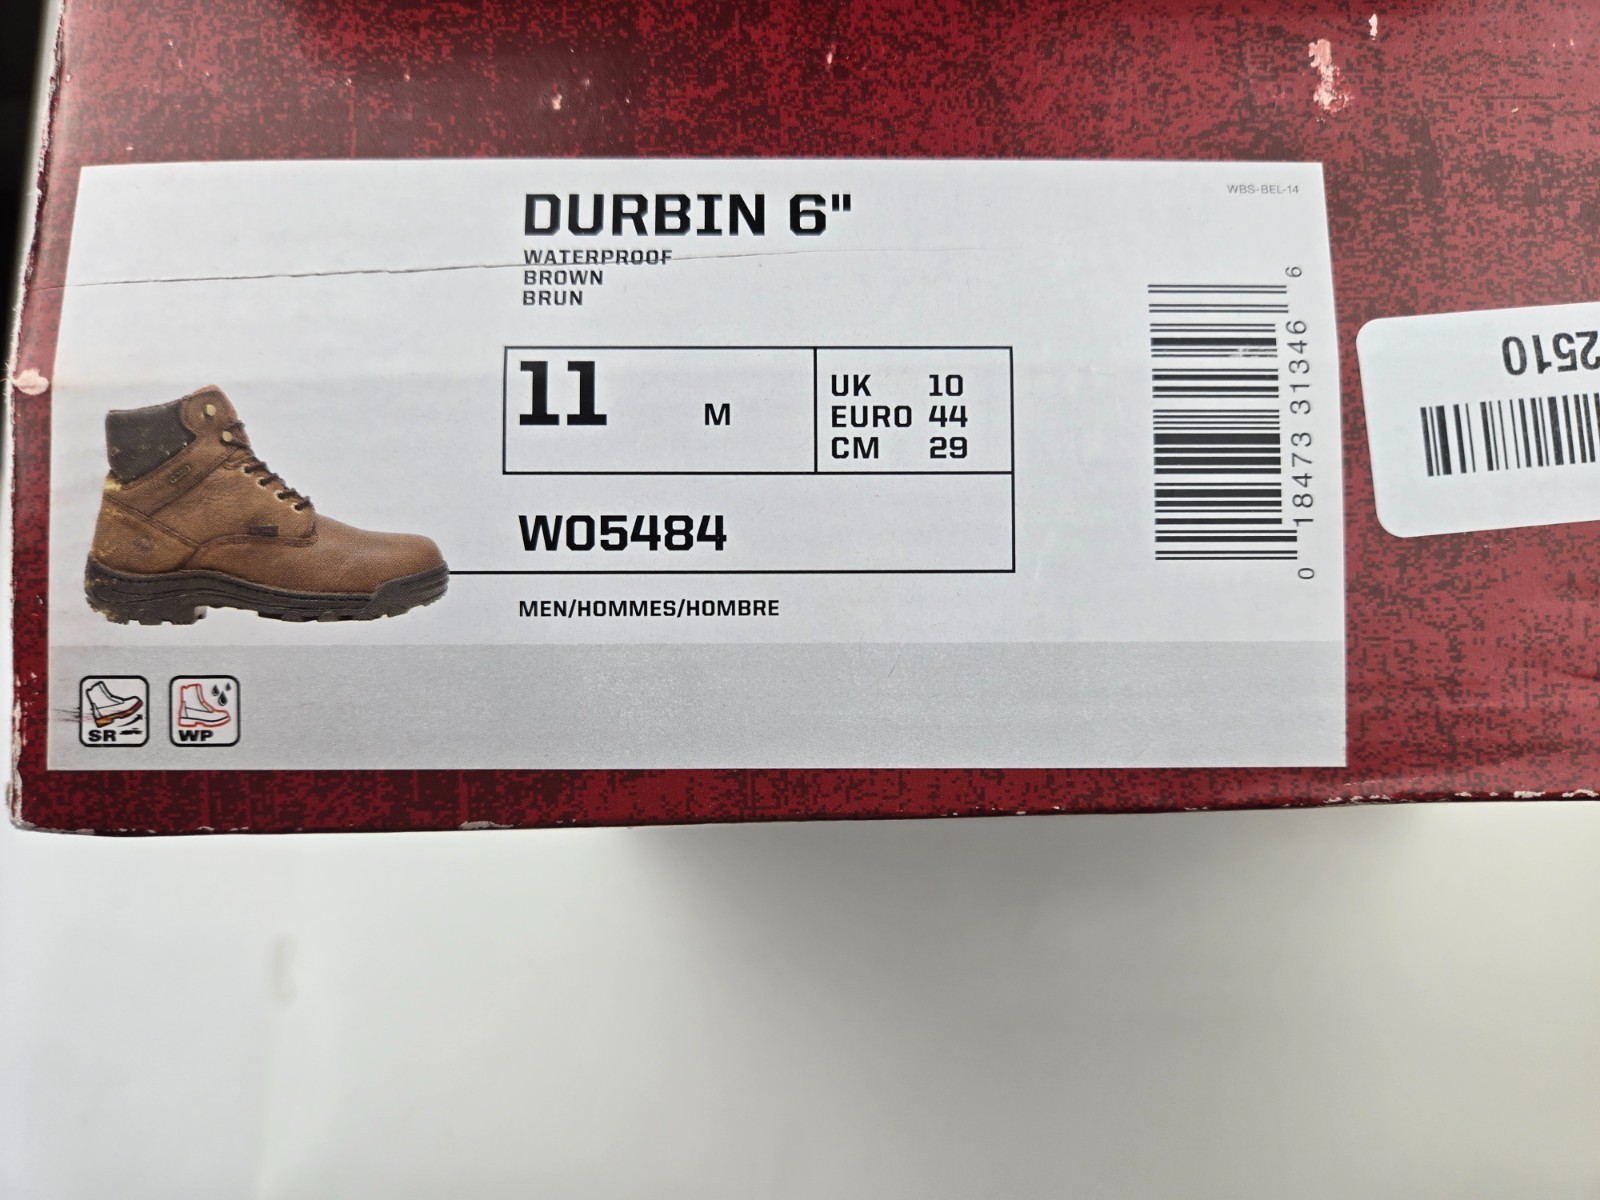 WBS-BEL-14
DURBIN 6"
WATERPROOF
BROWN
BRUN
11 M
UK 10
EURO 44
CM 29
W05484
MEN/HOMMES/HOMBRE
SR
WP
0 18473 31346 6
2510